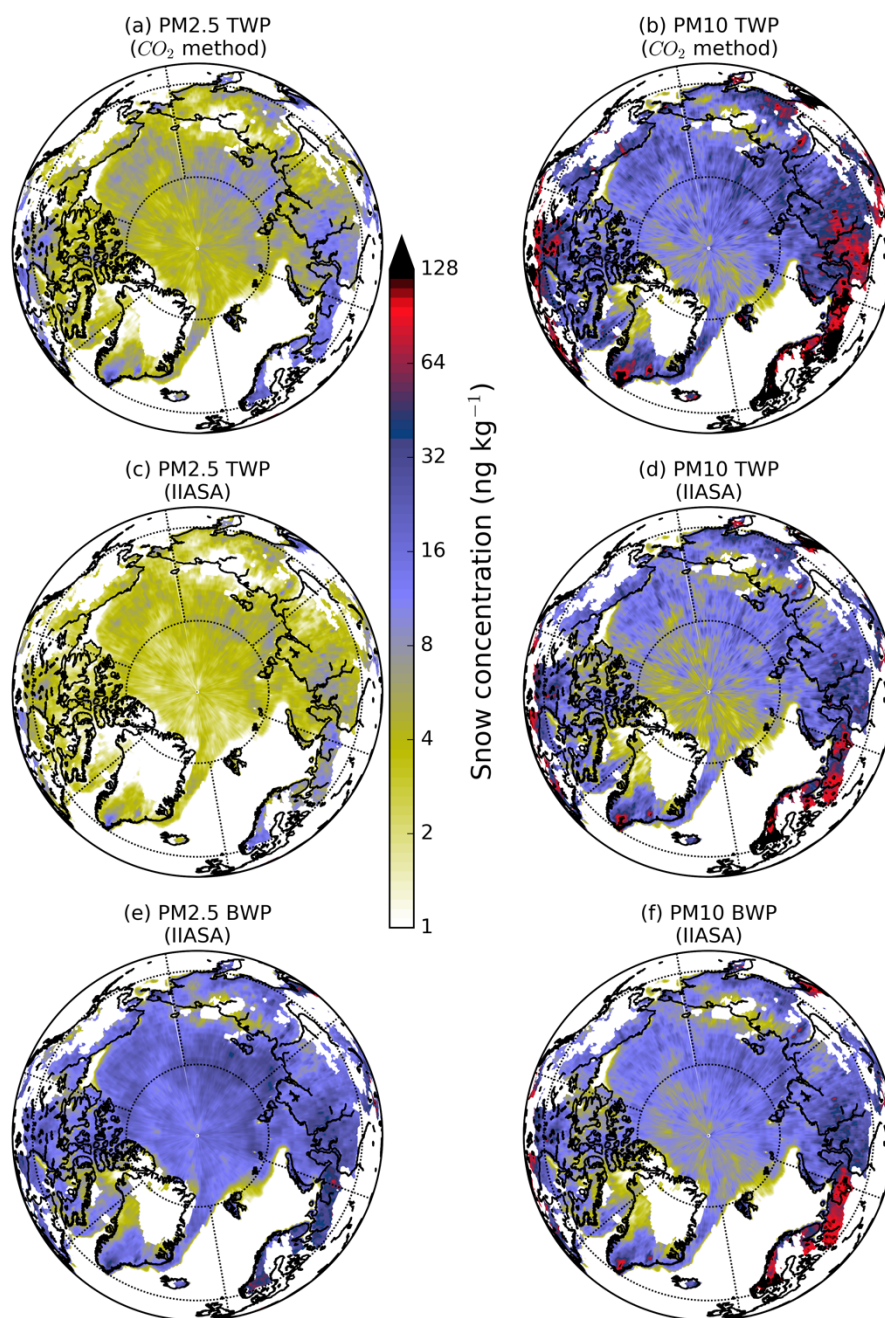 (a) PM2.5 TWP
(CO₂ method)
(b) PM10 TWP
(CO₂ method)
128
64
32
16
8
4
2
1
Snow concentration (ng kg⁻¹)
(c) PM2.5 TWP
(IIASA)
(d) PM10 TWP
(IIASA)
(e) PM2.5 BWP
(IIASA)
(f) PM10 BWP
(IIASA)